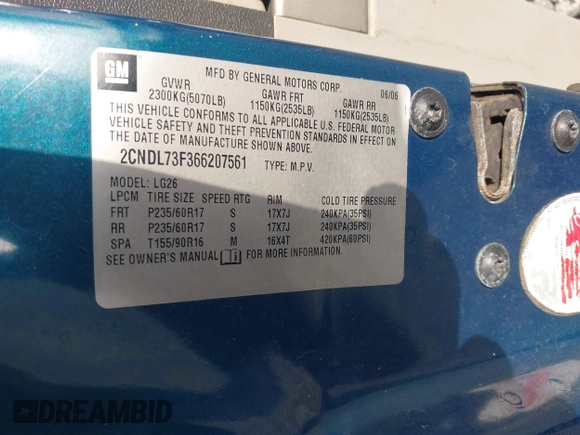 GM
MFD BY GENERAL MOTORS CORP.
06/06
GVWR GAWR FRT GAWR RR
2300KG(5070LB) 1150KG(2535LB) 1150KG(2535LB)
THIS VEHICLE CONFORMS TO ALL APPLICABLE U.S. FEDERAL MOTOR
VEHICLE SAFETY AND THEFT PREVENTION STANDARDS IN EFFECT ON
THE DATE OF MANUFACTURE SHOWN ABOVE.
2CNDL73F366207561 TYPE: M.P.V.
MODEL: LG26
LPCM TIRE SIZE SPEED RTG RIM COLD TIRE PRESSURE
FRT P235/60R17 S 17X7J 240KPA(35PSI)
RR P235/60R17 S 17X7J 240KPA(35PSI)
SPA T155/90R16 M 16X4T 420KPA(60PSI)
SEE OWNER'S MANUAL FOR MORE INFORMATION.
DREAMBID